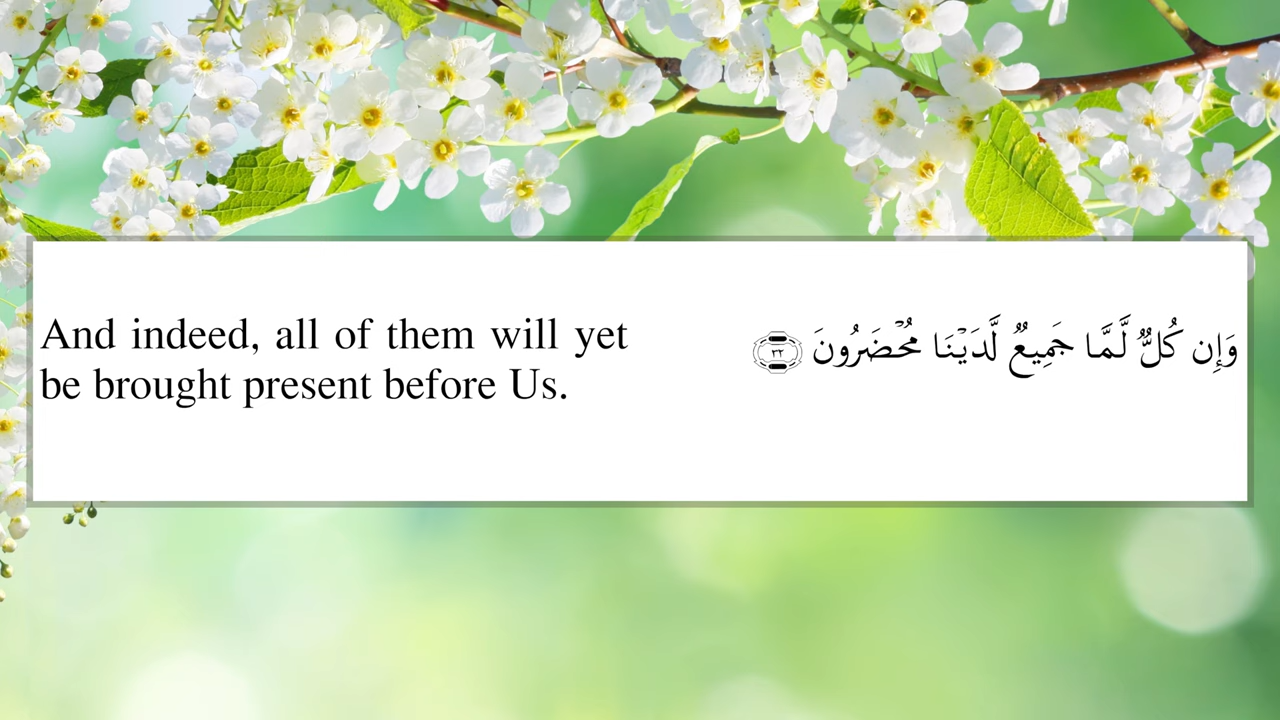 And indeed, all of them will yet
be brought present before Us.
وَإِن كُلٌّ لَّمَّا جَمِيعٌ لَّدَيْنَا مُحْضَرُونَ ٣٢